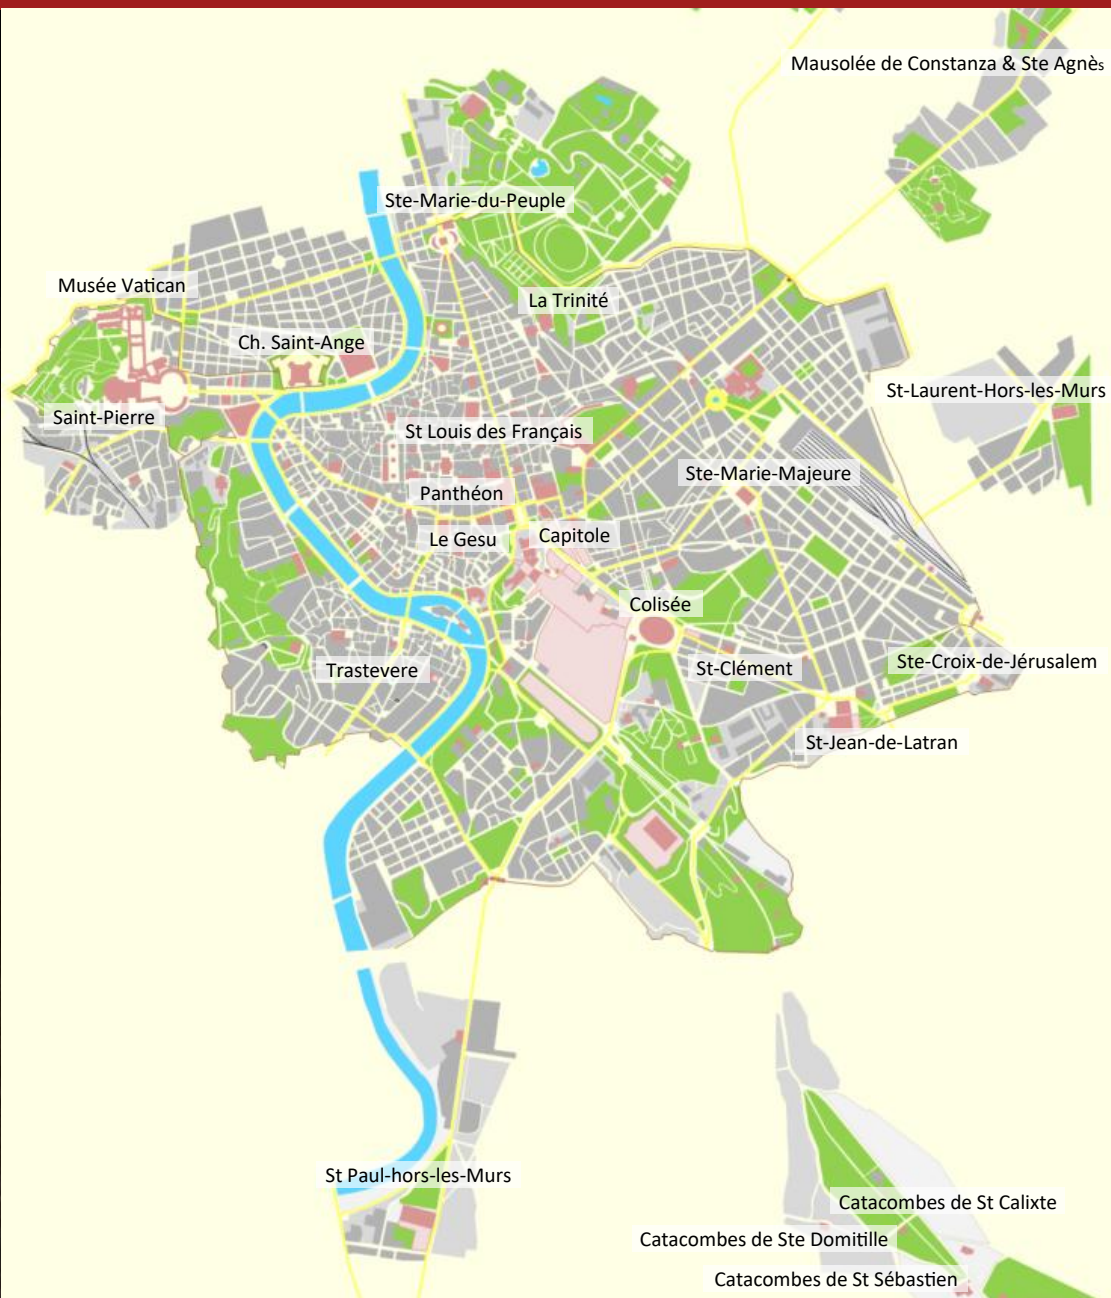 Mausolée de Constanza & Ste Agnès
Ste-Marie-du-Peuple
Musée Vatican
La Trinité
Ch. Saint-Ange
St-Laurent-Hors-les-Murs
Saint-Pierre
St Louis des Français
Ste-Marie-Majeure
Panthéon
Le Gesu
Capitole
Colisée
Ste-Croix-de-Jérusalem
St-Clément
Trastevere
St-Jean-de-Latran
St Paul-hors-les-Murs
Catacombes de St Calixte
Catacombes de Ste Domitille
Catacombes de St Sébastien